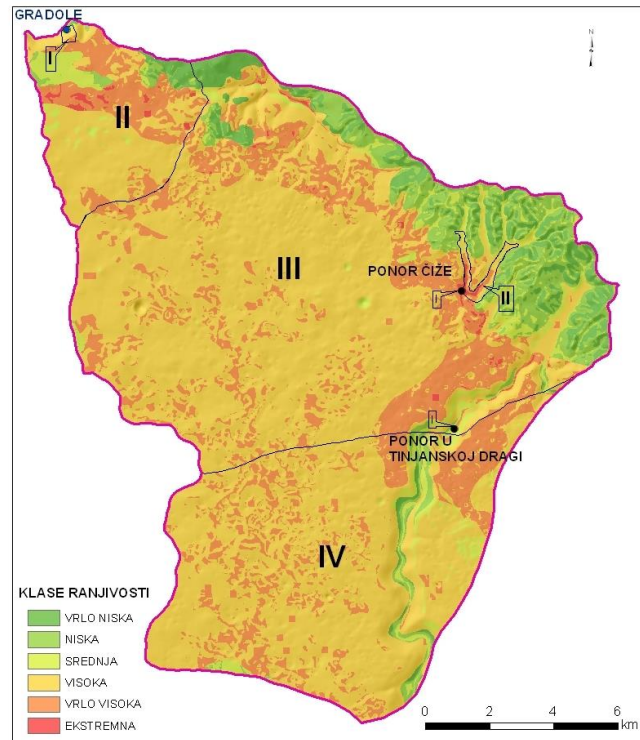 GRADOLE
N
I
II
III
PONOR ČIŽE
I
II
I
PONOR U
TINJANSKOJ DRAGI
IV
KLASE RANJIVOSTI
VRLO NISKA
NISKA
SREDNJA
VISOKA
VRLO VISOKA
EKSTREMNA
0 2 4 6
km